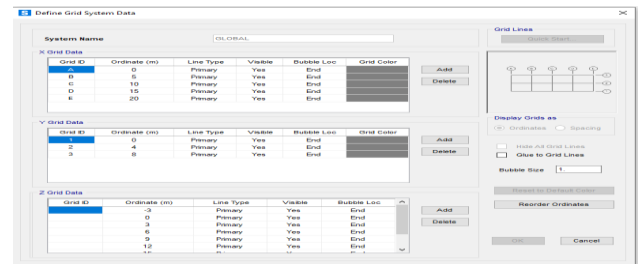 S Define Grid System Data
System Name GLOBAL
X Grid Data
Grid ID Ordinate (m) Line Type Visible Bubble Loc Grid Color
A 0 Primary Yes End
B 5 Primary Yes End
C 10 Primary Yes End
D 15 Primary Yes End
E 20 Primary Yes End
Add
Delete
Y Grid Data
Grid ID Ordinate (m) Line Type Visible Bubble Loc Grid Color
1 0 Primary Yes End
2 4 Primary Yes End
3 8 Primary Yes End
Add
Delete
Z Grid Data
Grid ID Ordinate (m) Line Type Visible Bubble Loc
-3 Primary Yes End
0 Primary Yes End
3 Primary Yes End
6 Primary Yes End
9 Primary Yes End
12 Primary Yes End
Add
Delete
Grid Lines
Quick Start...
Display Grids as
Ordinates Spacing
Hide All Grid Lines
Glue to Grid Lines
Bubble Size 1.
Reset to Default Color
Reorder Ordinates
OK Cancel